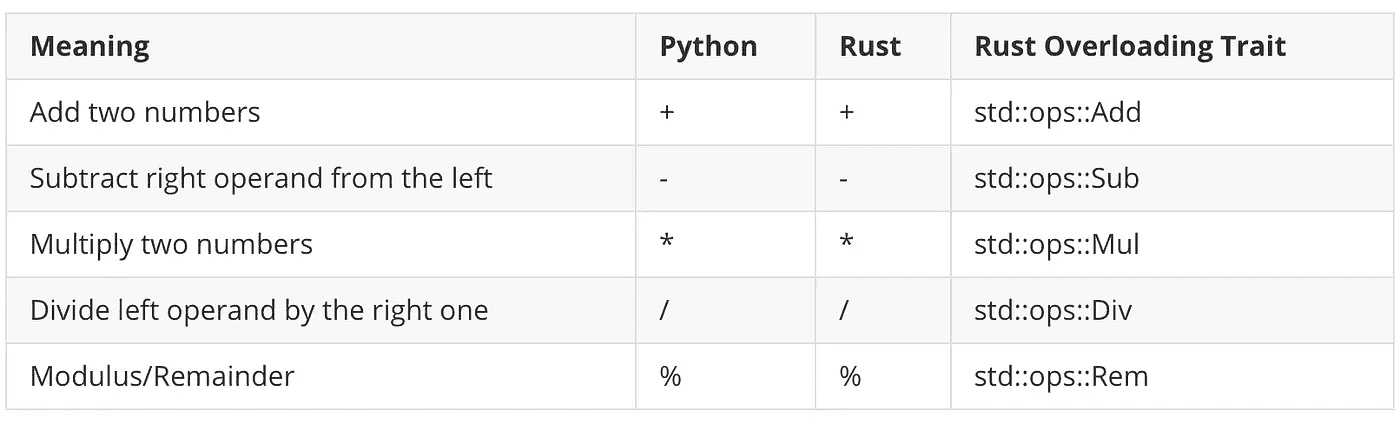 Meaning Python Rust Rust Overloading Trait
Add two numbers + + std::ops::Add
Subtract right operand from the left - - std::ops::Sub
Multiply two numbers * * std::ops::Mul
Divide left operand by the right one / / std::ops::Div
Modulus/Remainder % % std::ops::Rem